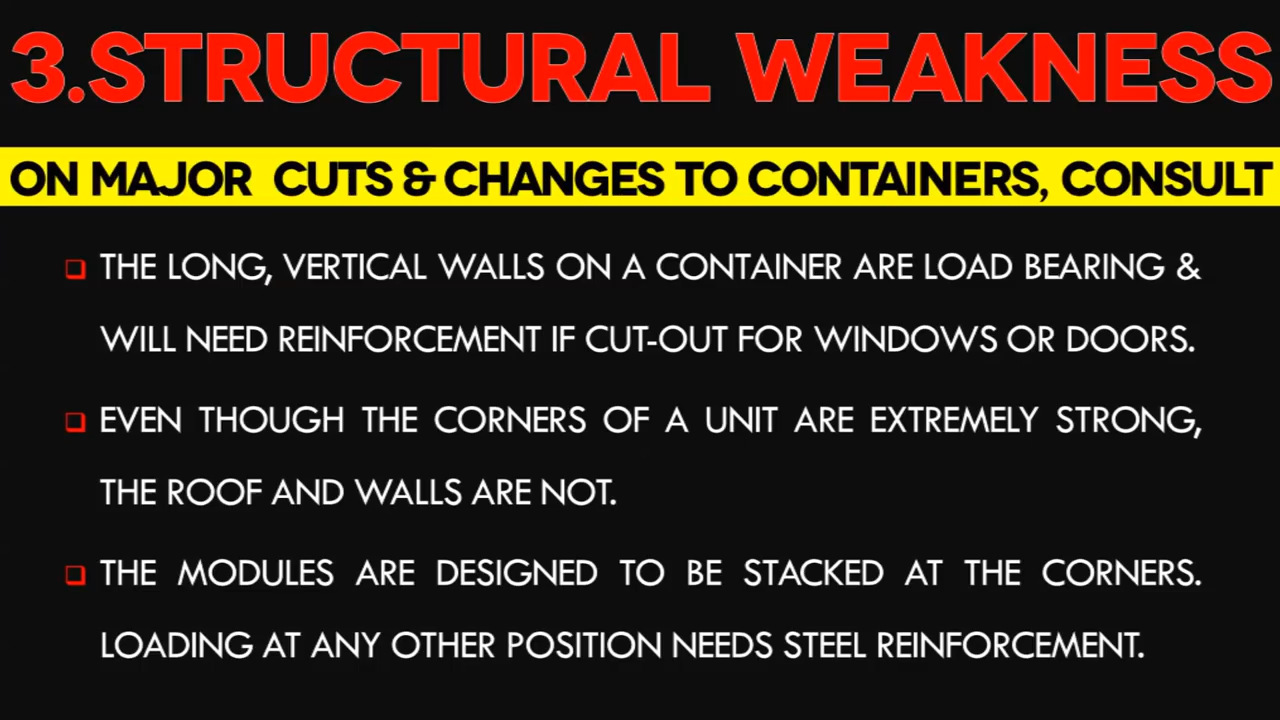 3.STRUCTURAL WEAKNESS
ON MAJOR CUTS & CHANGES TO CONTAINERS, CONSULT
THE LONG, VERTICAL WALLS ON A CONTAINER ARE LOAD BEARING &
WILL NEED REINFORCEMENT IF CUT-OUT FOR WINDOWS OR DOORS.
EVEN THOUGH THE CORNERS OF A UNIT ARE EXTREMELY STRONG,
THE ROOF AND WALLS ARE NOT.
THE MODULES ARE DESIGNED TO BE STACKED AT THE CORNERS.
LOADING AT ANY OTHER POSITION NEEDS STEEL REINFORCEMENT.